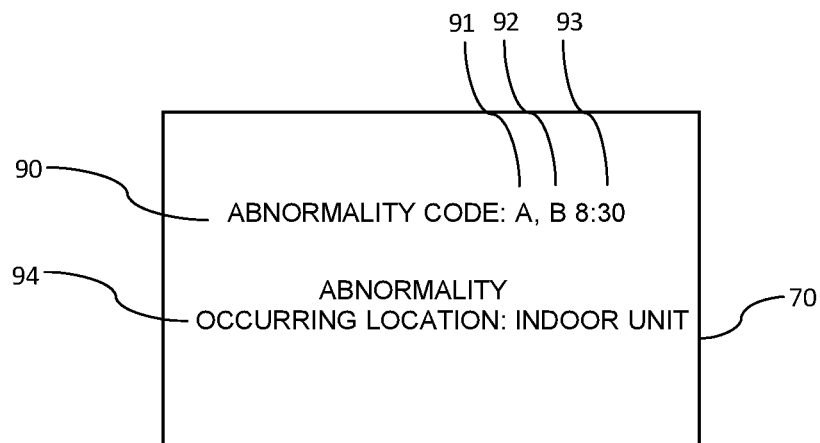 91 92 93
90
ABNORMALITY CODE: A, B 8:30
94
ABNORMALITY
OCCURRING LOCATION: INDOOR UNIT
70